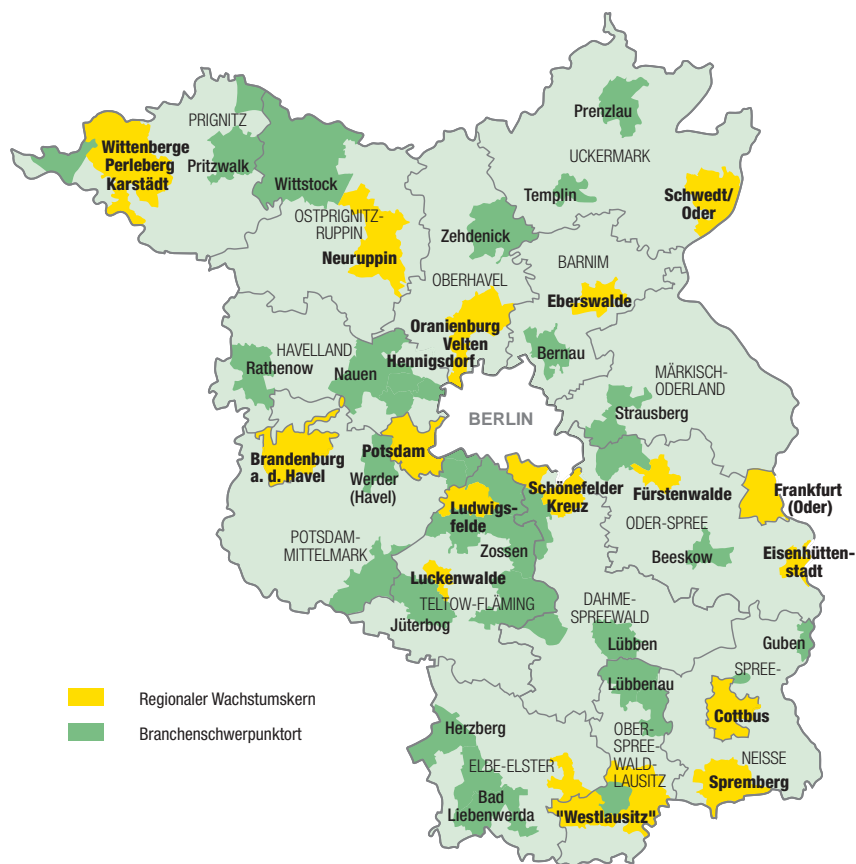 Prenzlau
PRIGNITZ
Wittenberge
Perleberg
Karstädt
Pritzwalk
Wittstock
UCKERMARK
Templin
Schwedt/
Oder
OSTPRIGNITZ-
RUPPIN
Neuruppin
Zehdenick
BARNIM
OBERHAVEL
Eberswalde
Oranienburg
Velten
Hennigsdorf
HAVELLAND
Rathenow
Nauen
Bernau
MÄRKISCH-
ODERLAND
Strausberg
BERLIN
Brandenburg
a. d. Havel
Potsdam
Werder
(Havel)
Schönefelder
Kreuz
Fürstenwalde
Frankfurt
(Oder)
Ludwigs-
felde
ODER-SPREE
POTSDAM-
MITTELMARK
Zossen
Beeskow
Eisenhütten-
stadt
Luckenwalde
TELTOW-FLÄMING
Jüterbog
DAHME-
SPREEWALD
Lübben
Guben
Lübbenau
SPREE-
Regionaler Wachstumskern
Branchenschwerpunktort
Cottbus
Herzberg
OBER-
SPREE-
WALD-
LAUSITZ
NEISSE
ELBE-ELSTER
Spremberg
Bad
Liebenwerda
"Westlausitz"